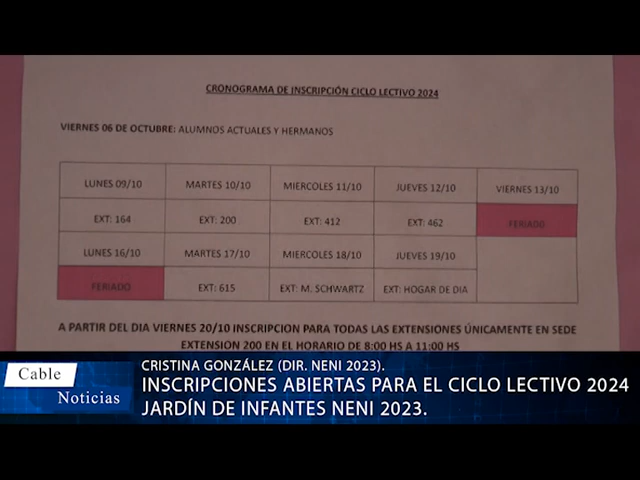 CRONOGRAMA DE INSCRIPCIÓN CICLO LECTIVO 2024
VIERNES 06 DE OCTUBRE: ALUMNOS ACTUALES Y HERMANOS
LUNES 09/10 MARTES 10/10 MIERCOLES 11/10 JUEVES 12/10 VIERNES 13/10
EXT: 164 EXT: 200 EXT: 412 EXT: 462 FERIADO
LUNES 16/10 MARTES 17/10 MIERCOLES 18/10 JUEVES 19/10
FERIADO EXT: 615 EXT: M. SCHWARTZ EXT: HOGAR DE DIA
A PARTIR DEL DIA VIERNES 20/10 INSCRIPCION PARA TODAS LAS EXTENSIONES ÚNICAMENTE EN SEDE
EXTENSION 200 EN EL HORARIO DE 8:00 HS A 11:00 HS
Cable
Noticias
CRISTINA GONZÁLEZ (DIR. NENI 2023).
INSCRIPCIONES ABIERTAS PARA EL CICLO LECTIVO 2024
JARDÍN DE INFANTES NENI 2023.